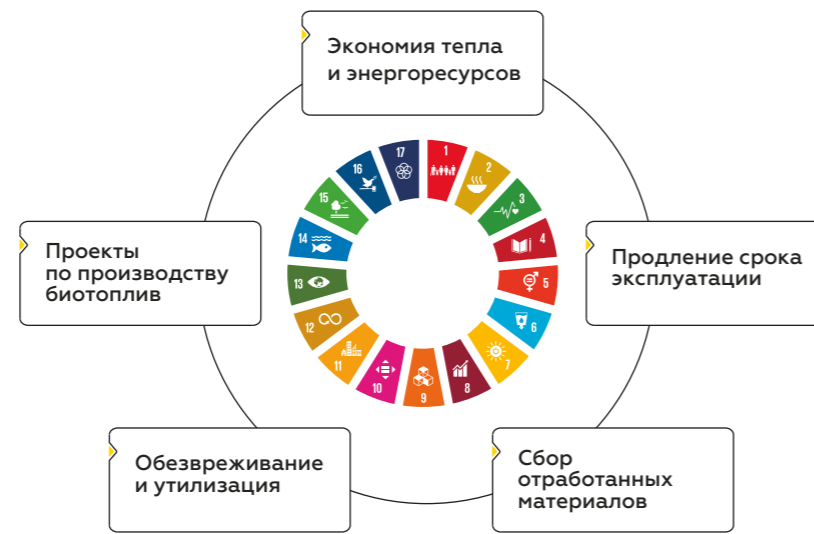 Экономия тепла
и энергоресурсов
17
1
16
2
15
3
14
4
Проекты
по производству
биотоплив
Продление срока
эксплуатации
13
5
12
6
11
7
10
9
8
Обезвреживание
и утилизация
Сбор
отработанных
материалов